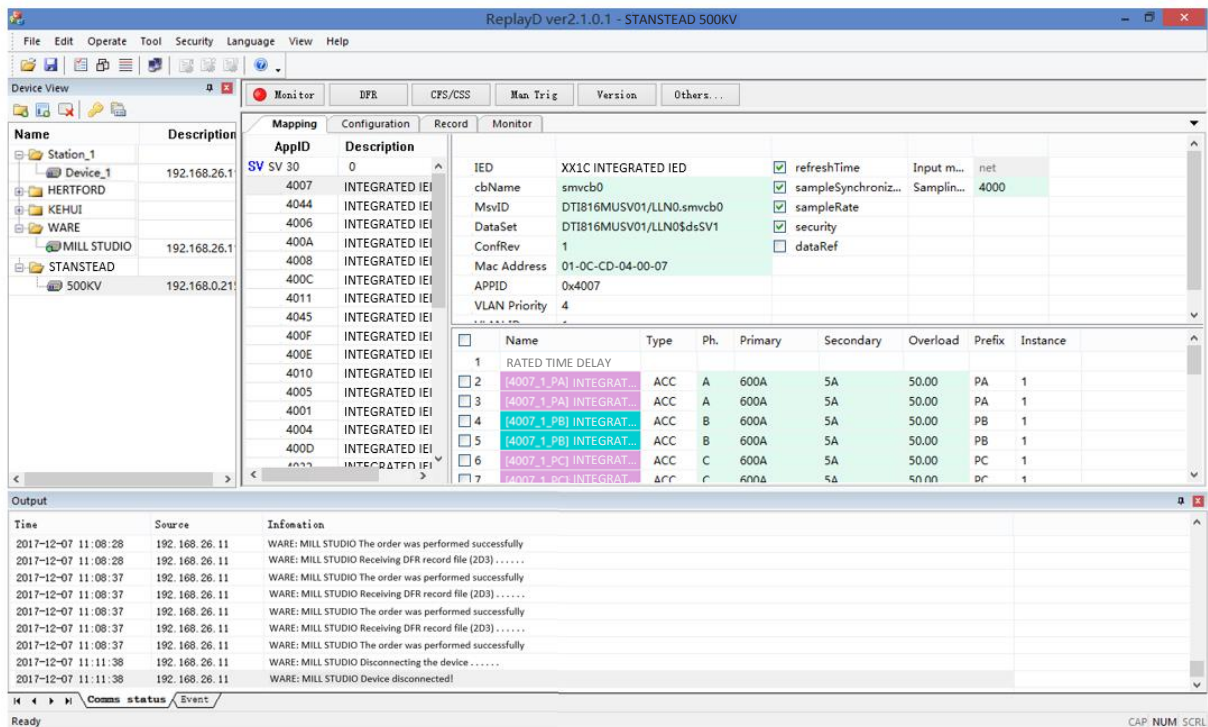 ReplayD ver2.1.0.1 - STANSTEAD 500KV
File Edit Operate Tool Security Language View Help
Device View
Name Description
Station_1
Device_1 192.168.26.1
HERTFORD
KEHUI
WARE
MILL STUDIO 192.168.26.1
STANSTEAD
500KV 192.168.0.21
Monitor DFR CFS/CSS Man Trig Version Others...
Mapping Configuration Record Monitor
AppID Description
SV SV 30 0
4007 INTEGRATED IEI
4044 INTEGRATED IEI
4006 INTEGRATED IEI
400A INTEGRATED IEI
4008 INTEGRATED IEI
400C INTEGRATED IEI
4011 INTEGRATED IEI
4045 INTEGRATED IEI
400F INTEGRATED IEI
400E INTEGRATED IEI
4010 INTEGRATED IEI
4005 INTEGRATED IEI
4001 INTEGRATED IEI
4004 INTEGRATED IEI
400D INTEGRATED IEI
INTEGRATED IEI
IED XX1C INTEGRATED IED refreshTime Input m... net
cbName smvcb0 sampleSynchroniz... Samplin... 4000
MsvID DTI816MUSV01/LLN0.smvcb0 sampleRate
DataSet DTI816MUSV01/LLN0$dsSV1 security
ConfRev 1 dataRef
Mac Address 01-0C-CD-04-00-07
APPID 0x4007
VLAN Priority 4
Name Type Ph. Primary Secondary Overload Prefix Instance
1 RATED TIME DELAY
2 [4007_1_PA] INTEGRAT... ACC A 600A 5A 50.00 PA 1
3 [4007_1_PA] INTEGRAT... ACC A 600A 5A 50.00 PA 1
4 [4007_1_PB] INTEGRAT... ACC B 600A 5A 50.00 PB 1
5 [4007_1_PB] INTEGRAT... ACC B 600A 5A 50.00 PB 1
6 [4007_1_PC] INTEGRAT... ACC C 600A 5A 50.00 PC 1
7 [4007_1_PC] INTEGRAT... ACC C 600A 5A 50.00 PC 1
Output
Time Source Infomation
2017-12-07 11:08:28 192.168.26.11 WARE: MILL STUDIO The order was performed successfully
2017-12-07 11:08:28 192.168.26.11 WARE: MILL STUDIO Receiving DFR record file (2D3) . . . . . .
2017-12-07 11:08:37 192.168.26.11 WARE: MILL STUDIO The order was performed successfully
2017-12-07 11:08:37 192.168.26.11 WARE: MILL STUDIO Receiving DFR record file (2D3) . . . . . .
2017-12-07 11:08:37 192.168.26.11 WARE: MILL STUDIO The order was performed successfully
2017-12-07 11:08:37 192.168.26.11 WARE: MILL STUDIO Receiving DFR record file (2D3) . . . . . .
2017-12-07 11:08:37 192.168.26.11 WARE: MILL STUDIO The order was performed successfully
2017-12-07 11:11:38 192.168.26.11 WARE: MILL STUDIO Disconnecting the device . . . . . .
2017-12-07 11:11:38 192.168.26.11 WARE: MILL STUDIO Device disconnected!
Comms status Event
Ready CAP NUM SCRL